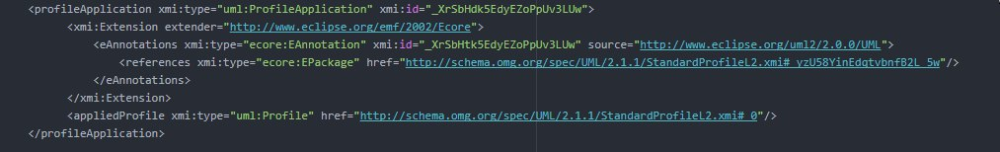 <profileApplication xmi:type="uml:ProfileApplication" xmi:id="_XrSbHdk5EdyEZoPpUv3LUw">
<xmi:Extension extender="http://www.eclipse.org/emf/2002/Ecore">
<eAnnotations xmi:type="ecore:EAnnotation" xmi:id="_XrSbHtk5EdyEZoPpUv3LUw" source="http://www.eclipse.org/uml2/2.0.0/UML">
<references xmi:type="ecore:EPackage" href="http://schema.omg.org/spec/UML/2.1.1/StandardProfileL2.xmi#_yzU58YinEdqtvbnfB2L_5w"/>
</eAnnotations>
</xmi:Extension>
<appliedProfile xmi:type="uml:Profile" href="http://schema.omg.org/spec/UML/2.1.1/StandardProfileL2.xmi#_0"/>
</profileApplication>